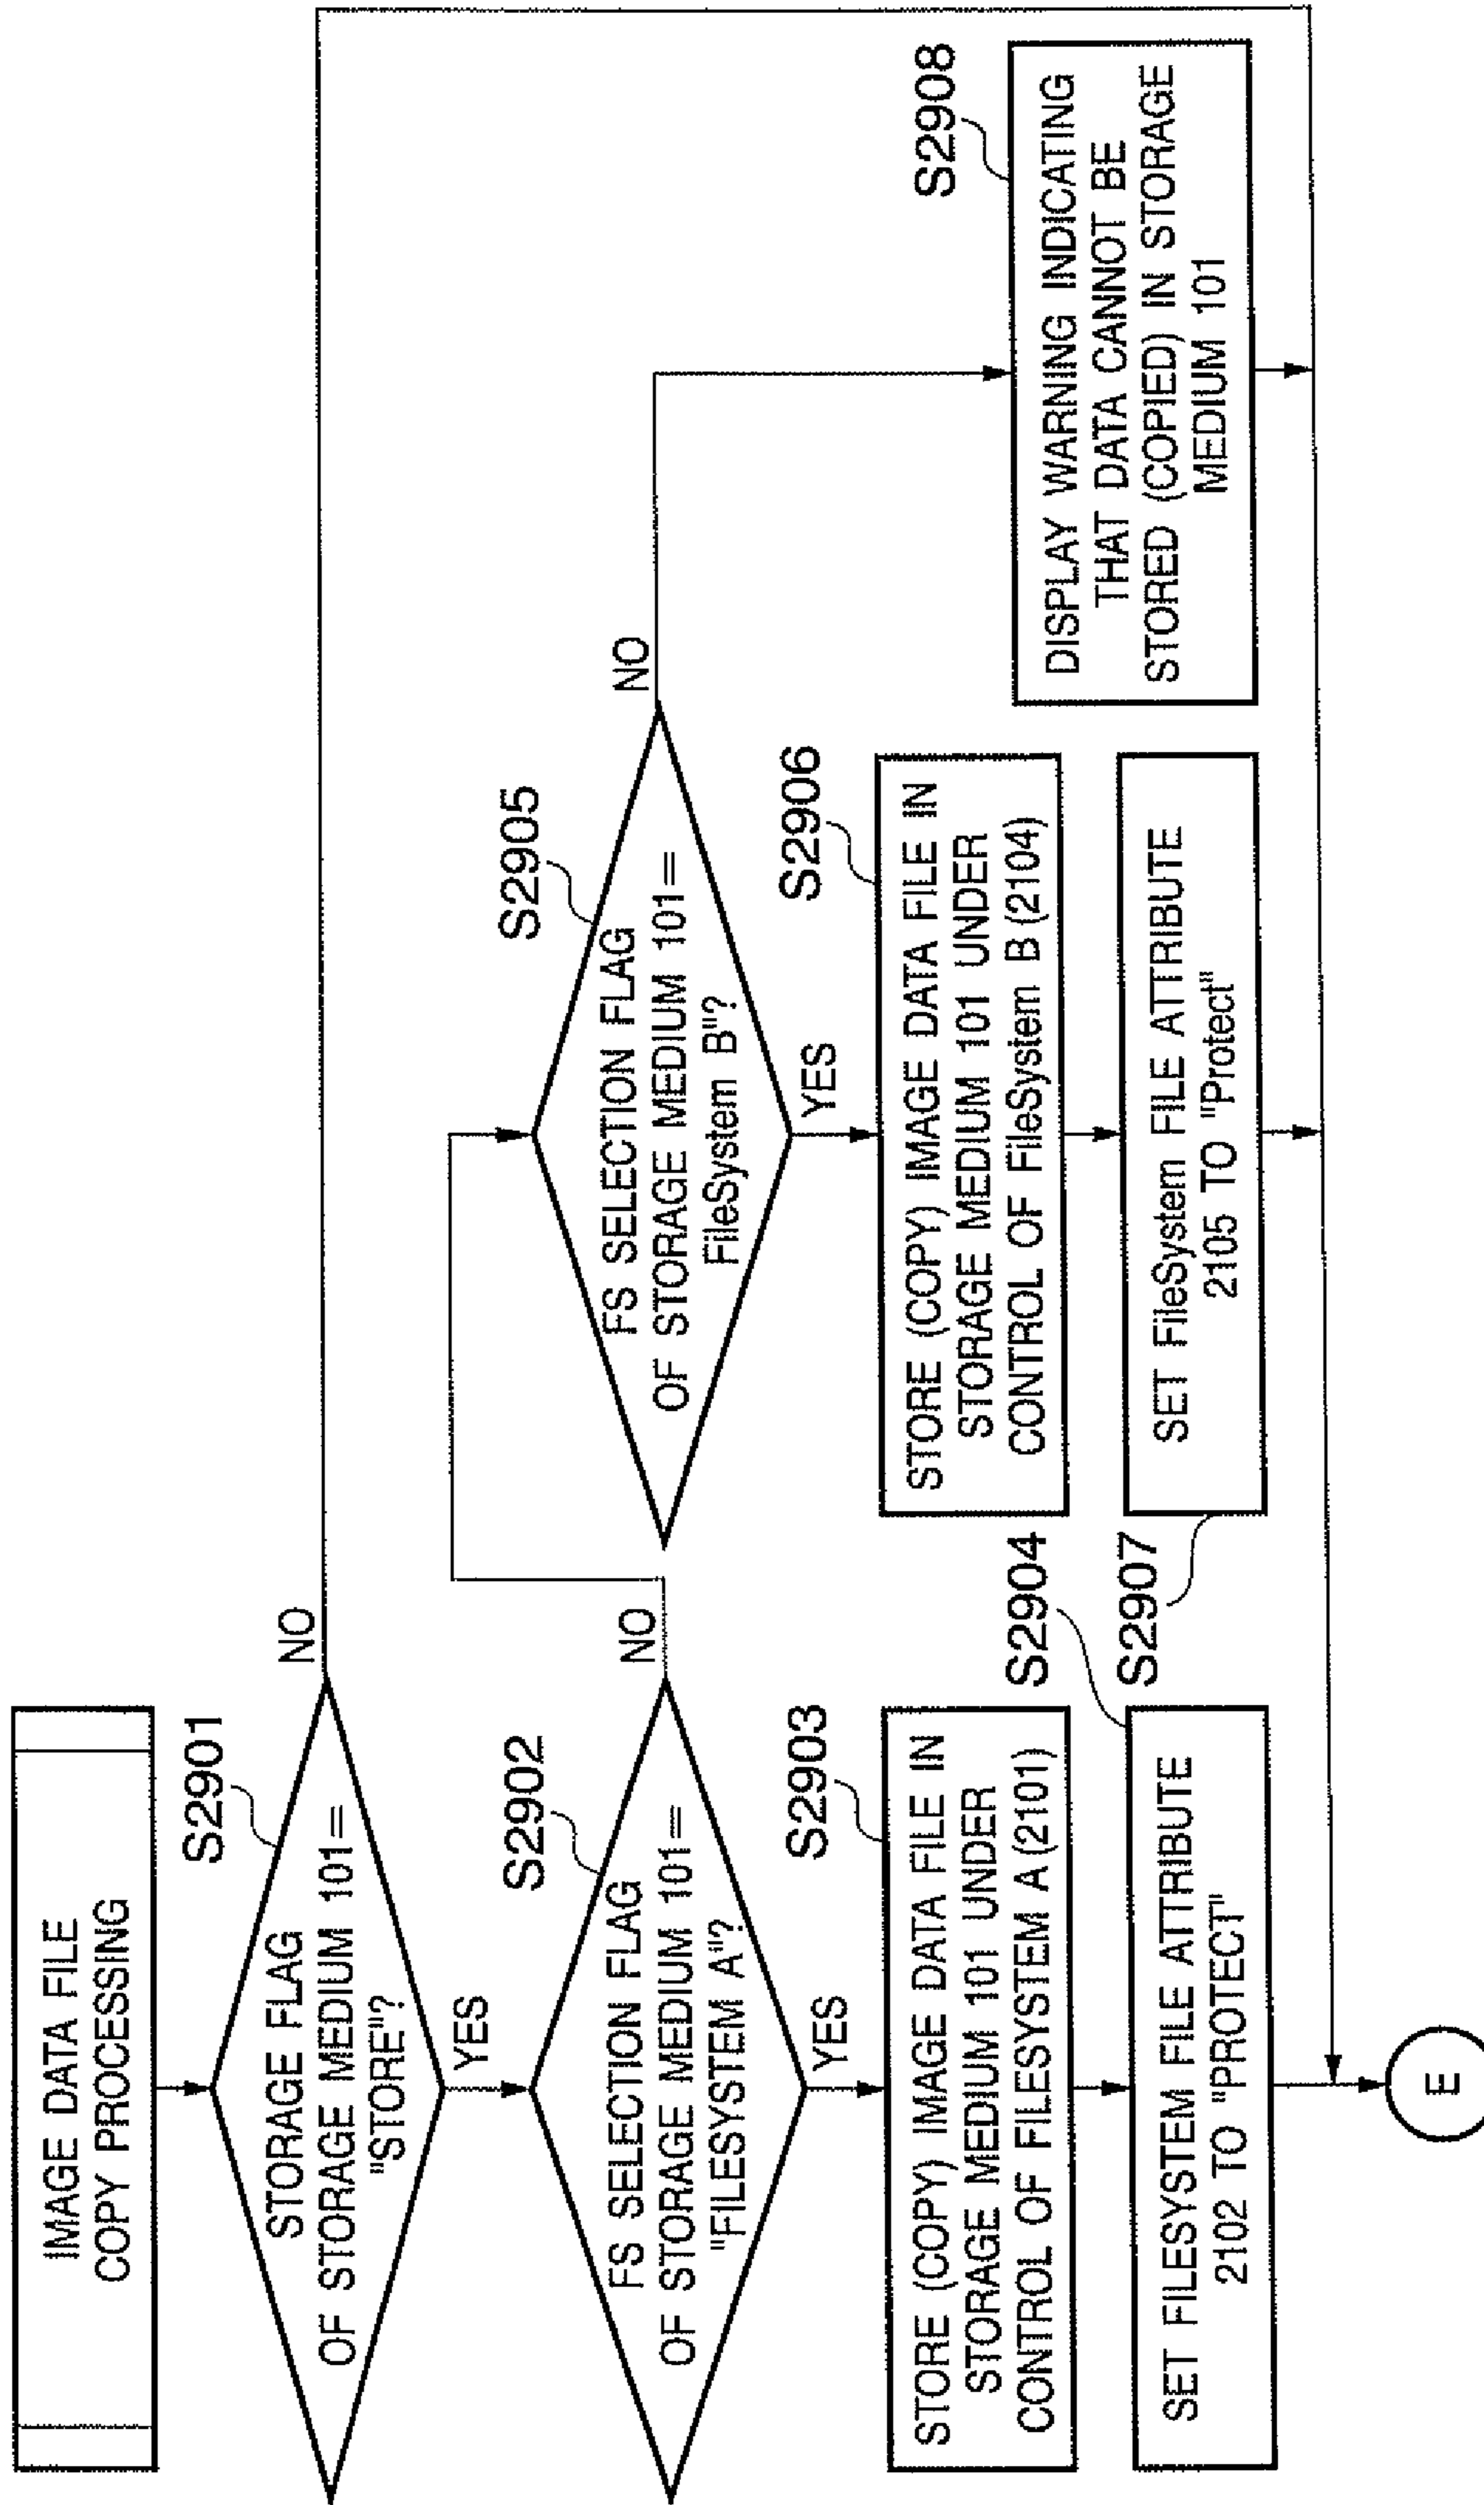 IMAGE DATA FILE
COPY PROCESSING
S2901
STORAGE FLAG
OF STORAGE MEDIUM 101=
"STORE"?
NO
YES
S2902
FS SELECTION FLAG
OF STORAGE MEDIUM 101=
"FILESYSTEM A"?
NO
YES
S2903
STORE (COPY) IMAGE DATA FILE IN
STORAGE MEDIUM 101 UNDER
CONTROL OF FILESYSTEM A (2101)
S2904
SET FILESYSTEM FILE ATTRIBUTE
2102 TO "PROTECT"
S2905
FS SELECTION FLAG
OF STORAGE MEDIUM 101=
FileSystem B"?
NO
YES
S2906
STORE (COPY) IMAGE DATA FILE IN
STORAGE MEDIUM 101 UNDER
CONTROL OF FileSystem B (2104)
S2907
SET FileSystem FILE ATTRIBUTE
2105 TO "Protect"
S2908
DISPLAY WARNING INDICATING
THAT DATA CANNOT BE
STORED (COPIED) IN STORAGE
MEDIUM 101
E